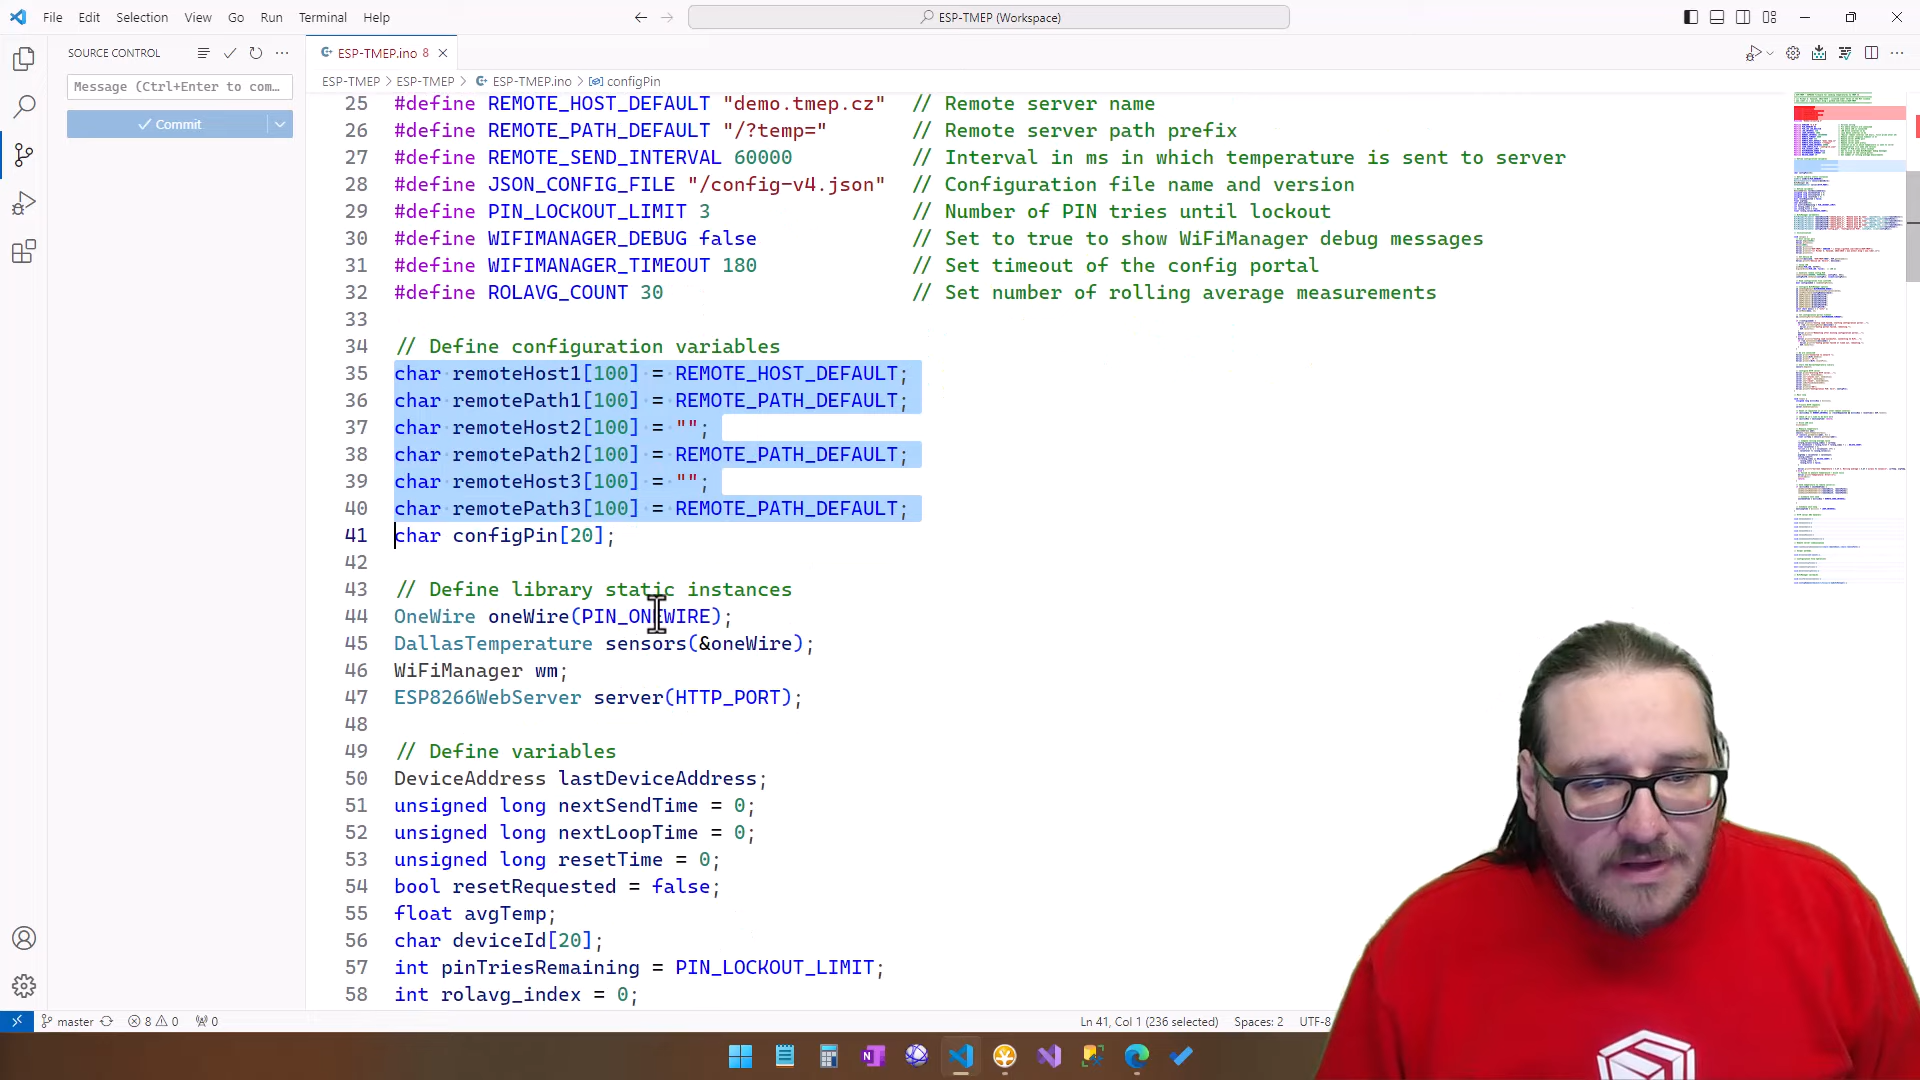 File Edit Selection View Go Run Terminal Help
ESP-TMEP (Workspace)
SOURCE CONTROL
ESP-TMEP.ino 8
Message (Ctrl+Enter to com…
Commit
ESP-TMEP > ESP-TMEP > ESP-TMEP.ino > configPin
25 #define REMOTE_HOST_DEFAULT "demo.tmep.cz" // Remote server name
26 #define REMOTE_PATH_DEFAULT "/?temp=" // Remote server path prefix
27 #define REMOTE_SEND_INTERVAL 60000 // Interval in ms in which temperature is sent to server
28 #define JSON_CONFIG_FILE "/config-v4.json" // Configuration file name and version
29 #define PIN_LOCKOUT_LIMIT 3 // Number of PIN tries until lockout
30 #define WIFIMANAGER_DEBUG false // Set to true to show WiFiManager debug messages
31 #define WIFIMANAGER_TIMEOUT 180 // Set timeout of the config portal
32 #define ROLAVG_COUNT 30 // Set number of rolling average measurements
33
34 // Define configuration variables
35 char remoteHost1[100] = REMOTE_HOST_DEFAULT;
36 char remotePath1[100] = REMOTE_PATH_DEFAULT;
37 char remoteHost2[100] = "";
38 char remotePath2[100] = REMOTE_PATH_DEFAULT;
39 char remoteHost3[100] = "";
40 char remotePath3[100] = REMOTE_PATH_DEFAULT;
41 char configPin[20];
42
43 // Define library static instances
44 OneWire oneWire(PIN_ONEWIRE);
45 DallasTemperature sensors(&oneWire);
46 WiFiManager wm;
47 ESP8266WebServer server(HTTP_PORT);
48
49 // Define variables
50 DeviceAddress lastDeviceAddress;
51 unsigned long nextSendTime = 0;
52 unsigned long nextLoopTime = 0;
53 unsigned long resetTime = 0;
54 bool resetRequested = false;
55 float avgTemp;
56 char deviceId[20];
57 int pinTriesRemaining = PIN_LOCKOUT_LIMIT;
58 int rolavg_index = 0;
master 8 0 0 Ln 41, Col 1 (236 selected) Spaces: 2 UTF-8